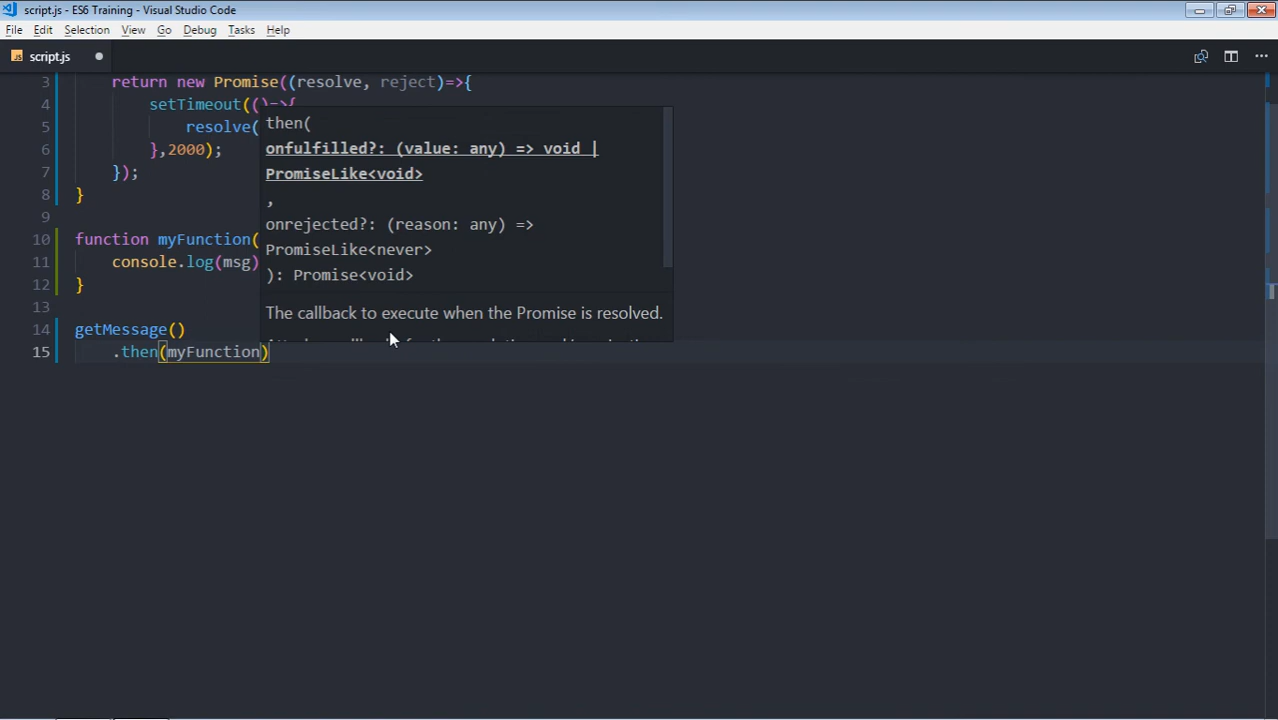 script.js - ES6 Training - Visual Studio Code
File Edit Selection View Go Debug Tasks Help
JS script.js
3 return new Promise((resolve, reject)=>{
4 setTimeout(()=>{
5 resolve(
6 },2000);
7 });
8 }
9
10 function myFunction(
11 console.log(msg)
12 }
13
14 getMessage()
15 .then(myFunction)
then(
onfulfilled?: (value: any) => void |
PromiseLike<void>
,
onrejected?: (reason: any) =>
PromiseLike<never>
): Promise<void>
The callback to execute when the Promise is resolved.